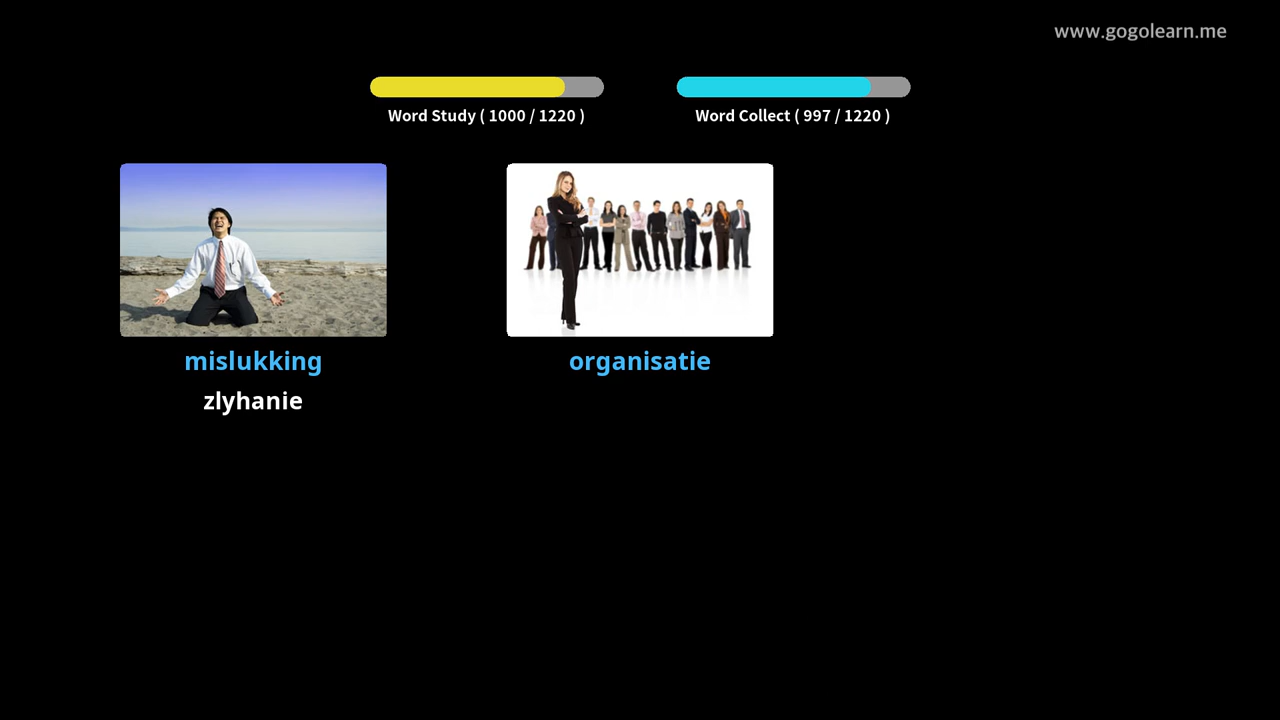 www.gogolearn.me
Word Study ( 1000 / 1220 )
Word Collect ( 997 / 1220 )
mislukking
zlyhanie
organisatie